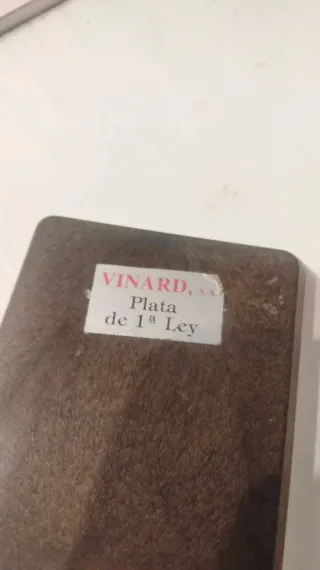 VINARD, S.A.
Plata
de 1ª Ley